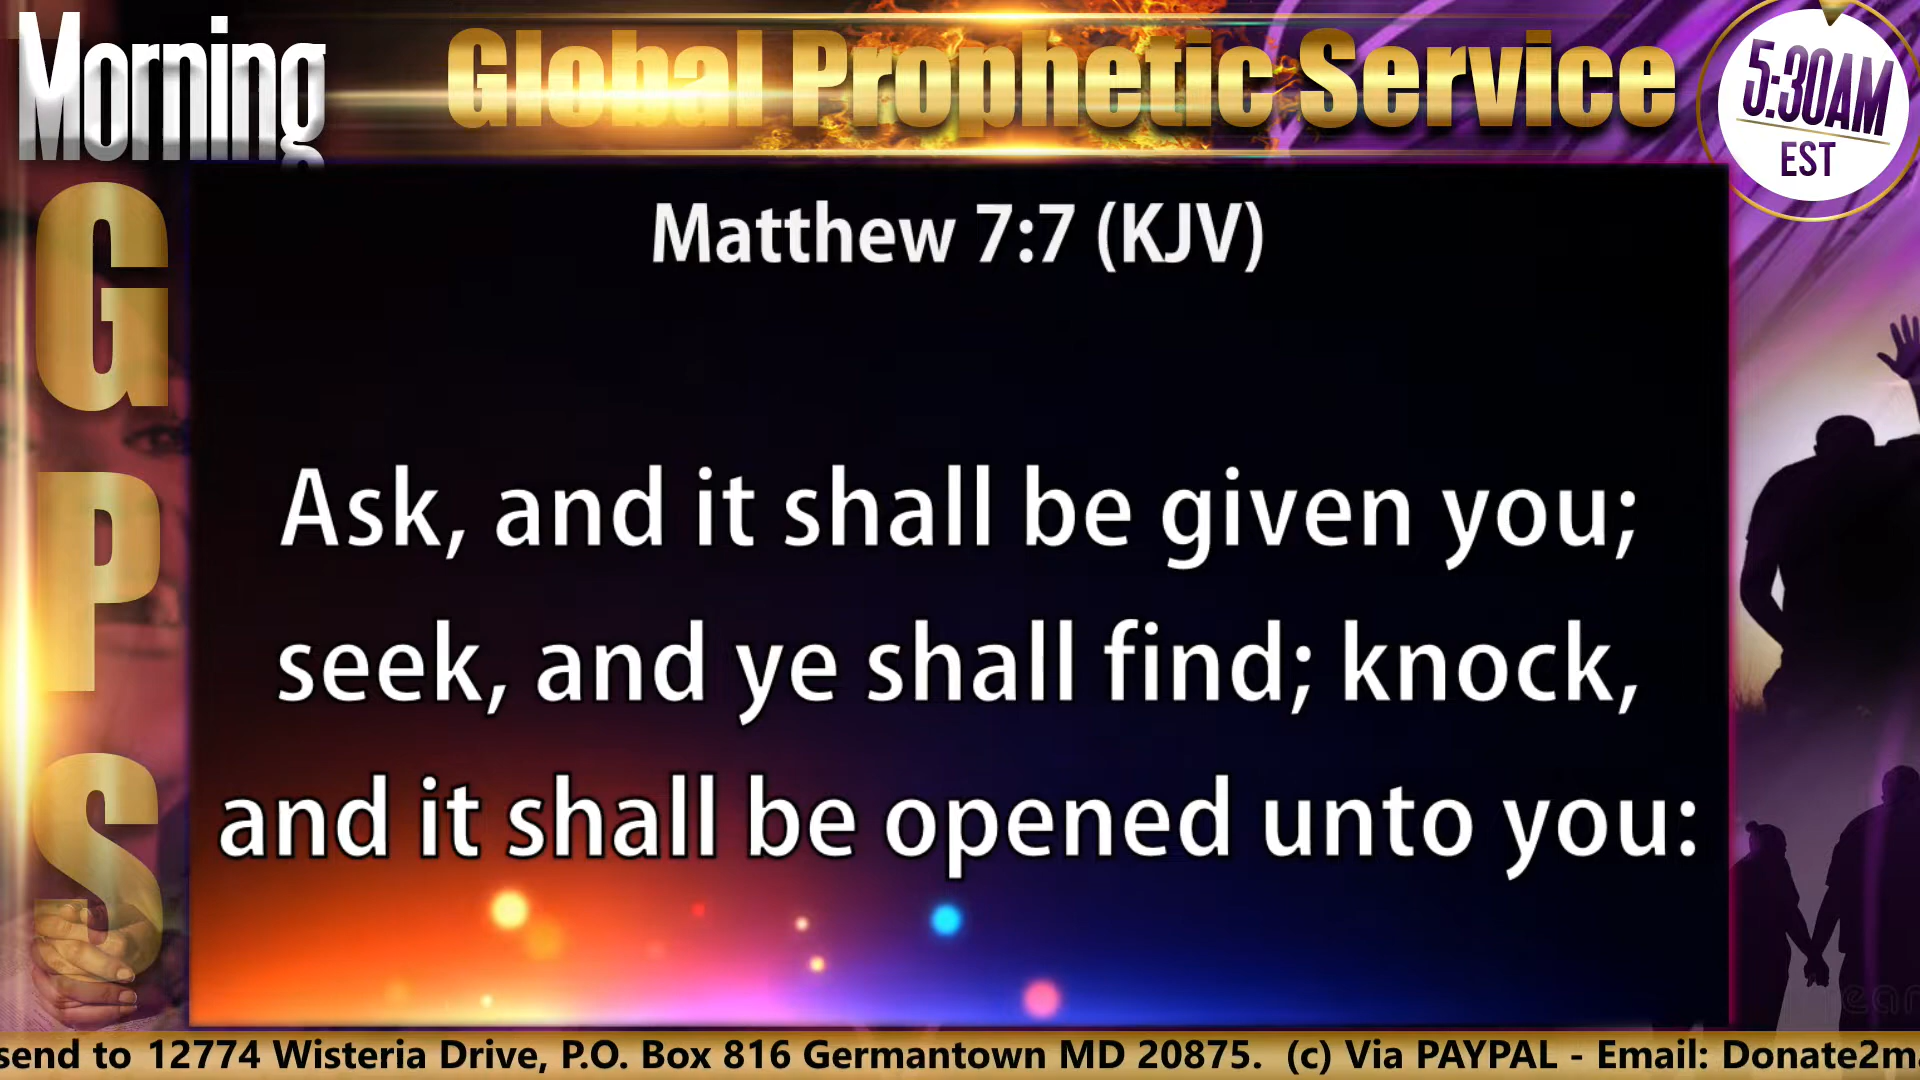 Morning
Global Prophetic Service
5:30AM
EST
G
P
S
Matthew 7:7 (KJV)
Ask, and it shall be given you;
seek, and ye shall find; knock,
and it shall be opened unto you:
send to 12774 Wisteria Drive, P.O. Box 816 Germantown MD 20875. (c) Via PAYPAL - Email: